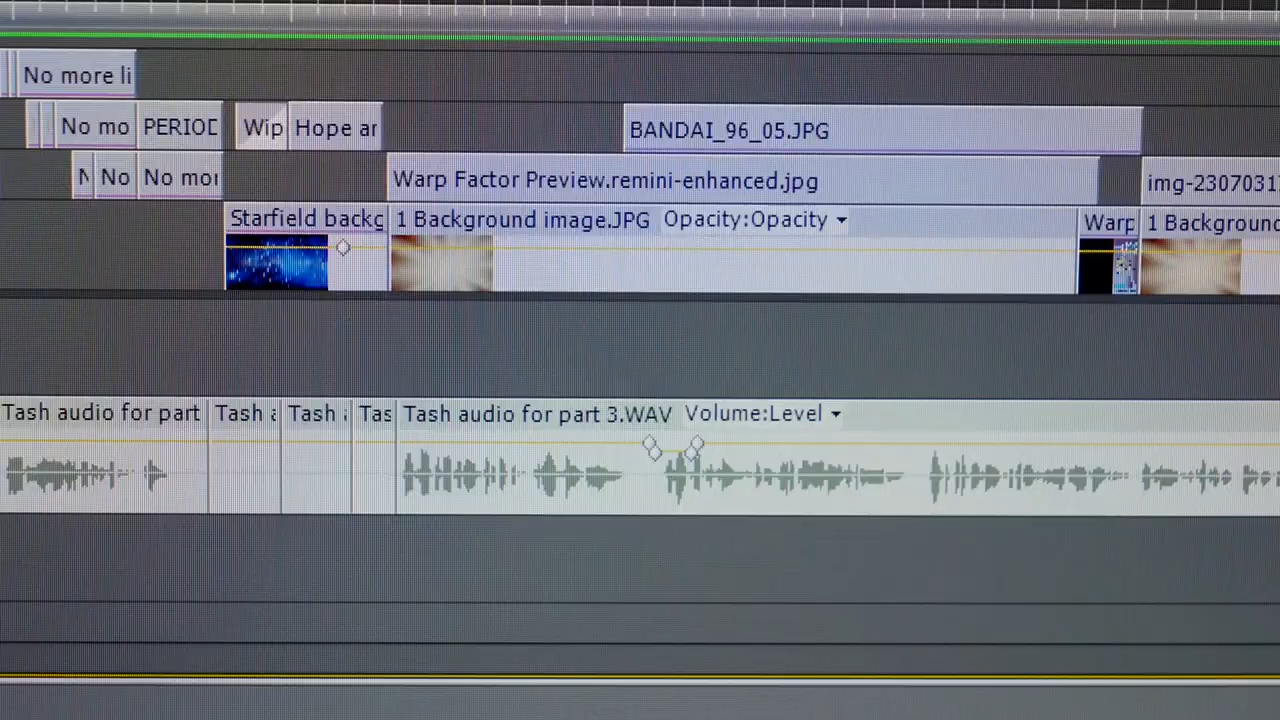 No more li
No mo PERIOD Wip Hope ar BANDAI_96_05.JPG
N No No mor Warp Factor Preview.remini-enhanced.jpg img-2307031
Starfield backg 1 Background image.JPG Opacity:Opacity Warp 1 Background
Tash audio for part Tash a Tash a Tas Tash audio for part 3.WAV Volume:Level